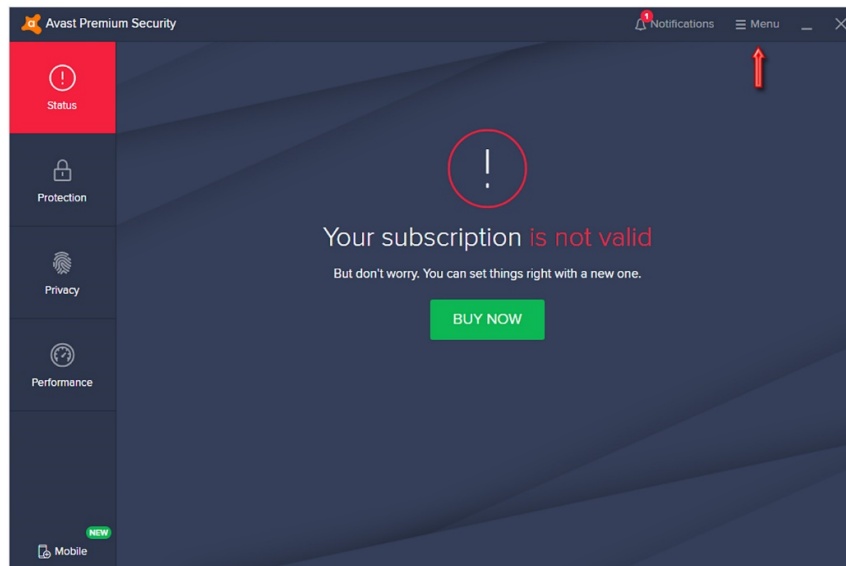 Avast Premium Security
1
Notifications
Menu
Status
Protection
Privacy
Performance
NEW
Mobile
Your subscription is not valid
But don't worry. You can set things right with a new one.
BUY NOW